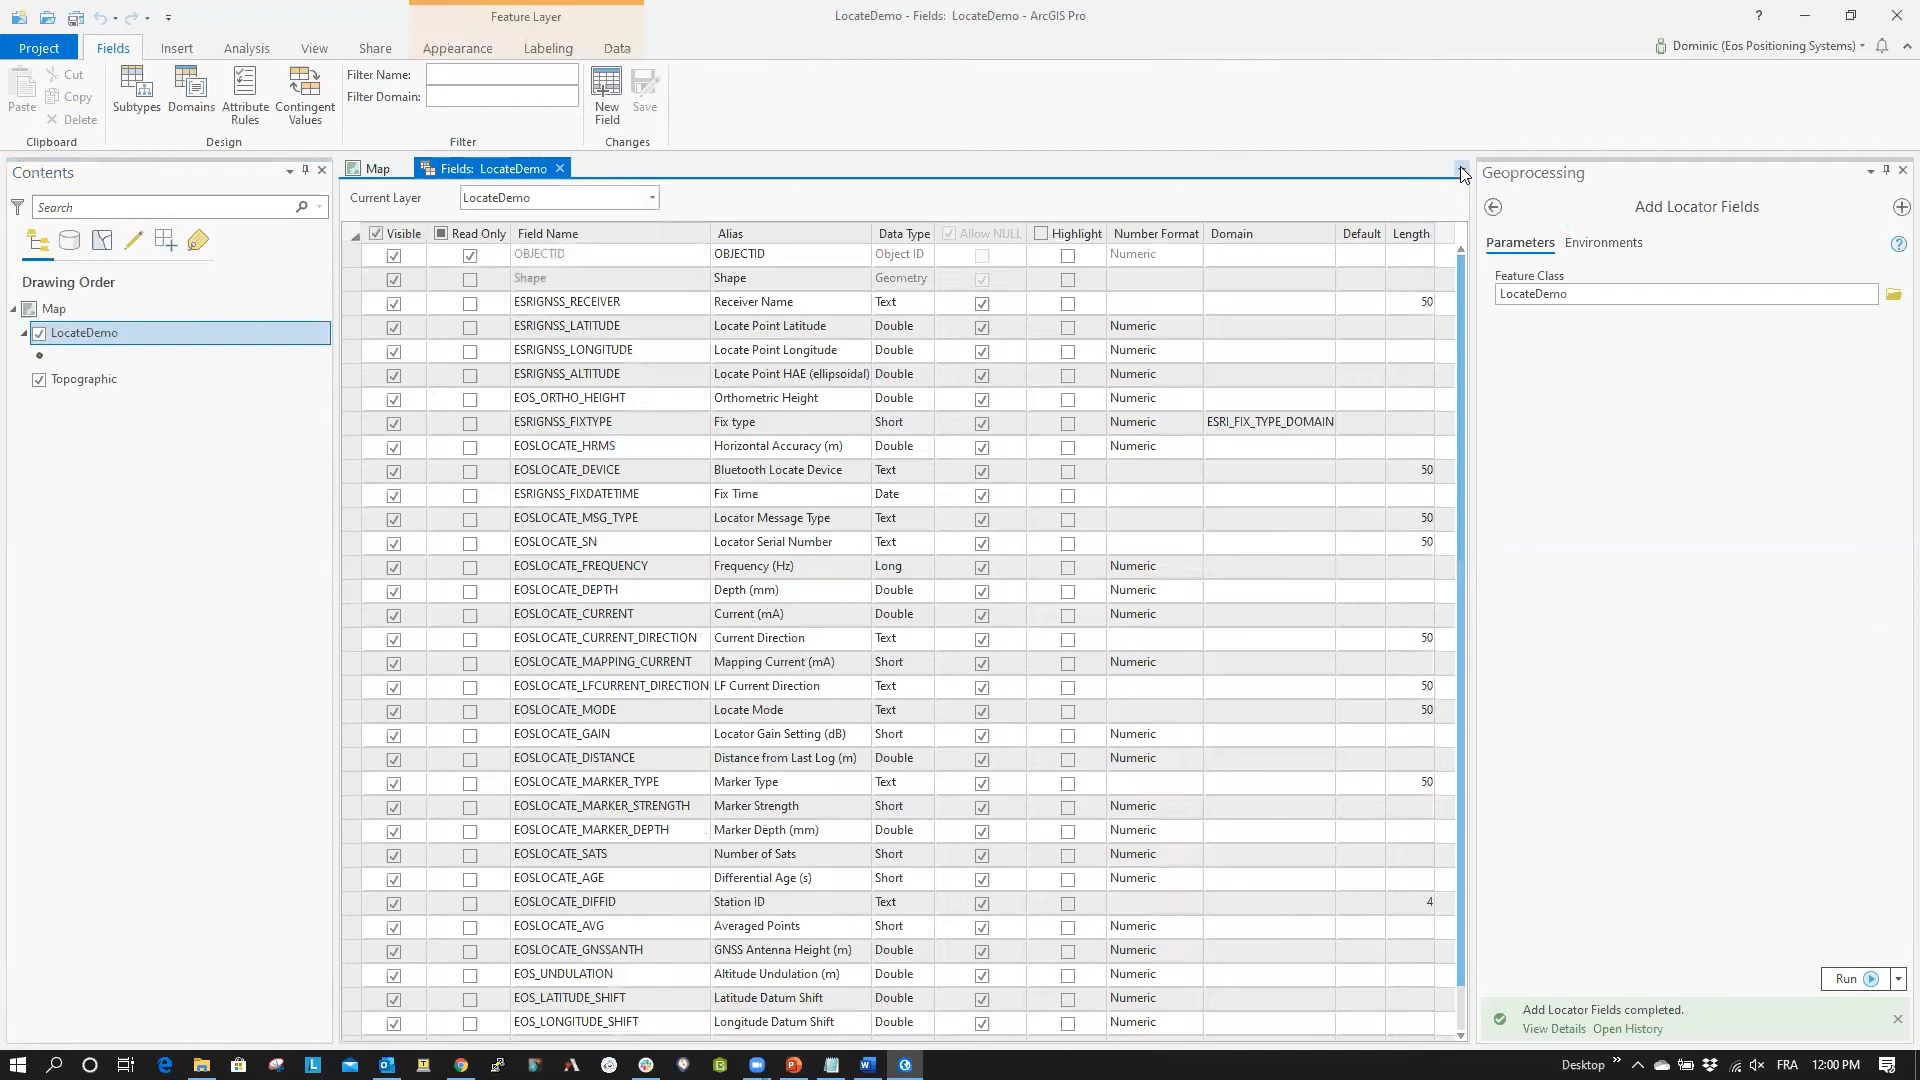 Feature Layer
LocateDemo - Fields: LocateDemo - ArcGIS Pro
?
Project Fields Insert Analysis View Share Appearance Labeling Data
Dominic (Eos Positioning Systems)
Paste Cut Copy Delete
Clipboard
Subtypes Domains Attribute Rules Contingent Values
Design
Filter Name:
Filter Domain:
Filter
New Field Save
Changes
Contents
Search
Drawing Order
Map
LocateDemo
Topographic
Map Fields: LocateDemo
Current Layer LocateDemo
Visible Read Only Field Name Alias Data Type Allow NULL Highlight Number Format Domain Default Length
OBJECTID OBJECTID Object ID Numeric
Shape Shape Geometry
ESRIGNSS_RECEIVER Receiver Name Text 50
ESRIGNSS_LATITUDE Locate Point Latitude Double Numeric
ESRIGNSS_LONGITUDE Locate Point Longitude Double Numeric
ESRIGNSS_ALTITUDE Locate Point HAE (ellipsoidal) Double Numeric
EOS_ORTHO_HEIGHT Orthometric Height Double Numeric
ESRIGNSS_FIXTYPE Fix type Short Numeric ESRI_FIX_TYPE_DOMAIN
EOSLOCATE_HRMS Horizontal Accuracy (m) Double Numeric
EOSLOCATE_DEVICE Bluetooth Locate Device Text 50
ESRIGNSS_FIXDATETIME Fix Time Date
EOSLOCATE_MSG_TYPE Locator Message Type Text 50
EOSLOCATE_SN Locator Serial Number Text 50
EOSLOCATE_FREQUENCY Frequency (Hz) Long Numeric
EOSLOCATE_DEPTH Depth (mm) Double Numeric
EOSLOCATE_CURRENT Current (mA) Double Numeric
EOSLOCATE_CURRENT_DIRECTION Current Direction Text 50
EOSLOCATE_MAPPING_CURRENT Mapping Current (mA) Short Numeric
EOSLOCATE_LFCURRENT_DIRECTION LF Current Direction Text 50
EOSLOCATE_MODE Locate Mode Text 50
EOSLOCATE_GAIN Locator Gain Setting (dB) Short Numeric
EOSLOCATE_DISTANCE Distance from Last Log (m) Double Numeric
EOSLOCATE_MARKER_TYPE Marker Type Text 50
EOSLOCATE_MARKER_STRENGTH Marker Strength Short Numeric
EOSLOCATE_MARKER_DEPTH Marker Depth (mm) Double Numeric
EOSLOCATE_SATS Number of Sats Short Numeric
EOSLOCATE_AGE Differential Age (s) Short Numeric
EOSLOCATE_DIFFID Station ID Text 4
EOSLOCATE_AVG Averaged Points Short Numeric
EOSLOCATE_GNSSANTH GNSS Antenna Height (m) Double Numeric
EOS_UNDULATION Altitude Undulation (m) Double Numeric
EOS_LATITUDE_SHIFT Latitude Datum Shift Double Numeric
EOS_LONGITUDE_SHIFT Longitude Datum Shift Double Numeric
Geoprocessing
Add Locator Fields
Parameters Environments
Feature Class
LocateDemo
Run
Add Locator Fields completed.
View Details Open History
Desktop FRA 12:00 PM